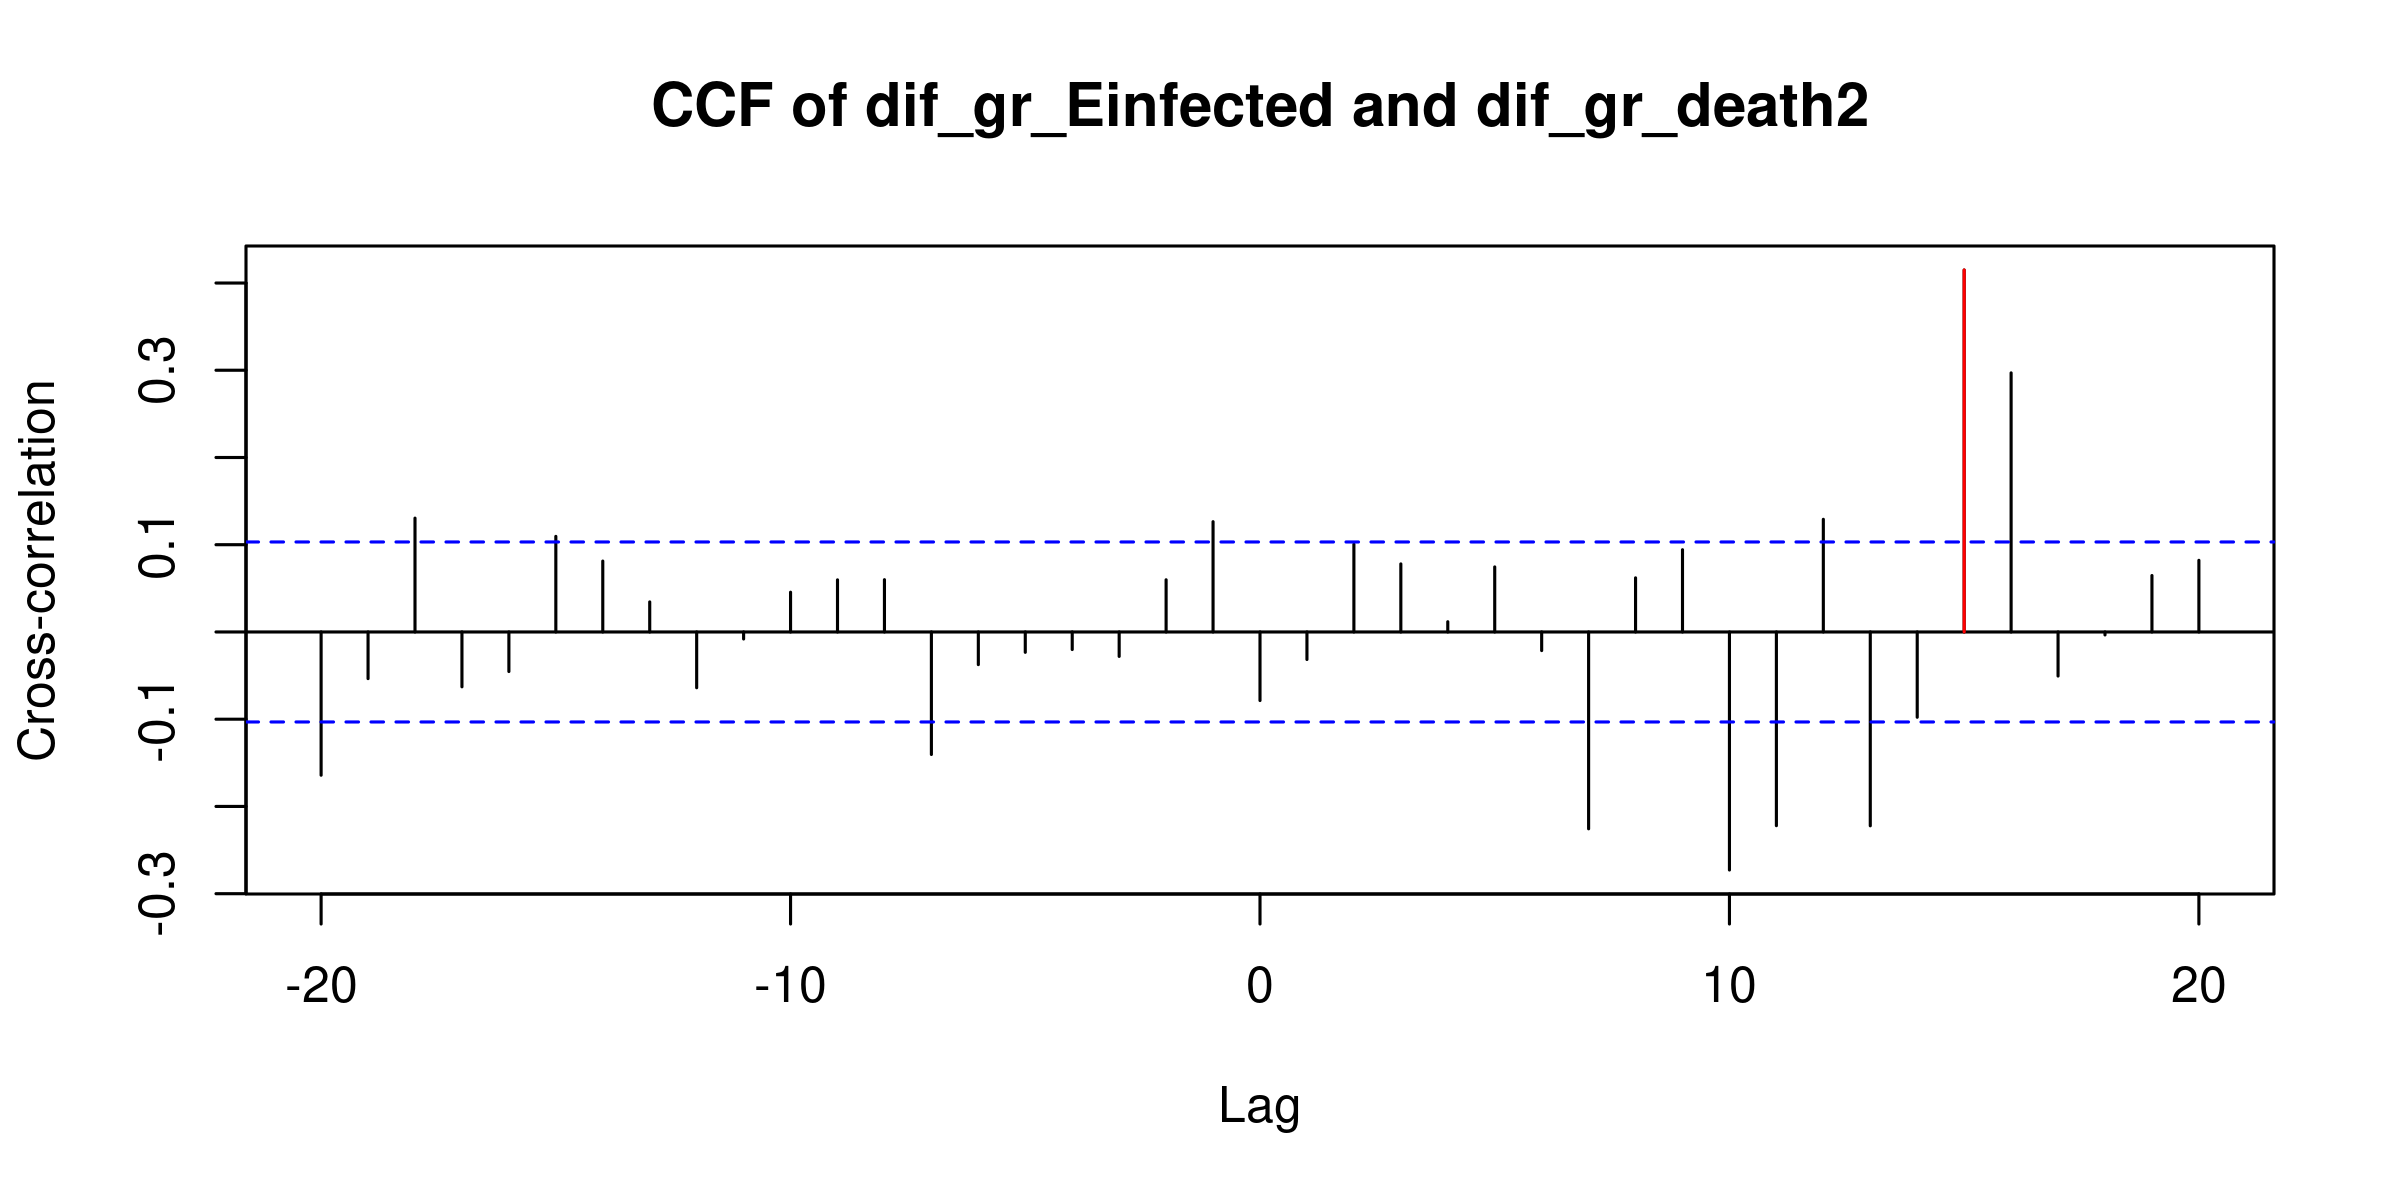 CCF of dif_gr_Einfected and dif_gr_death2
Cross-correlation
0.3
0.1
-0.1
-0.3
-20 -10 0 10 20
Lag